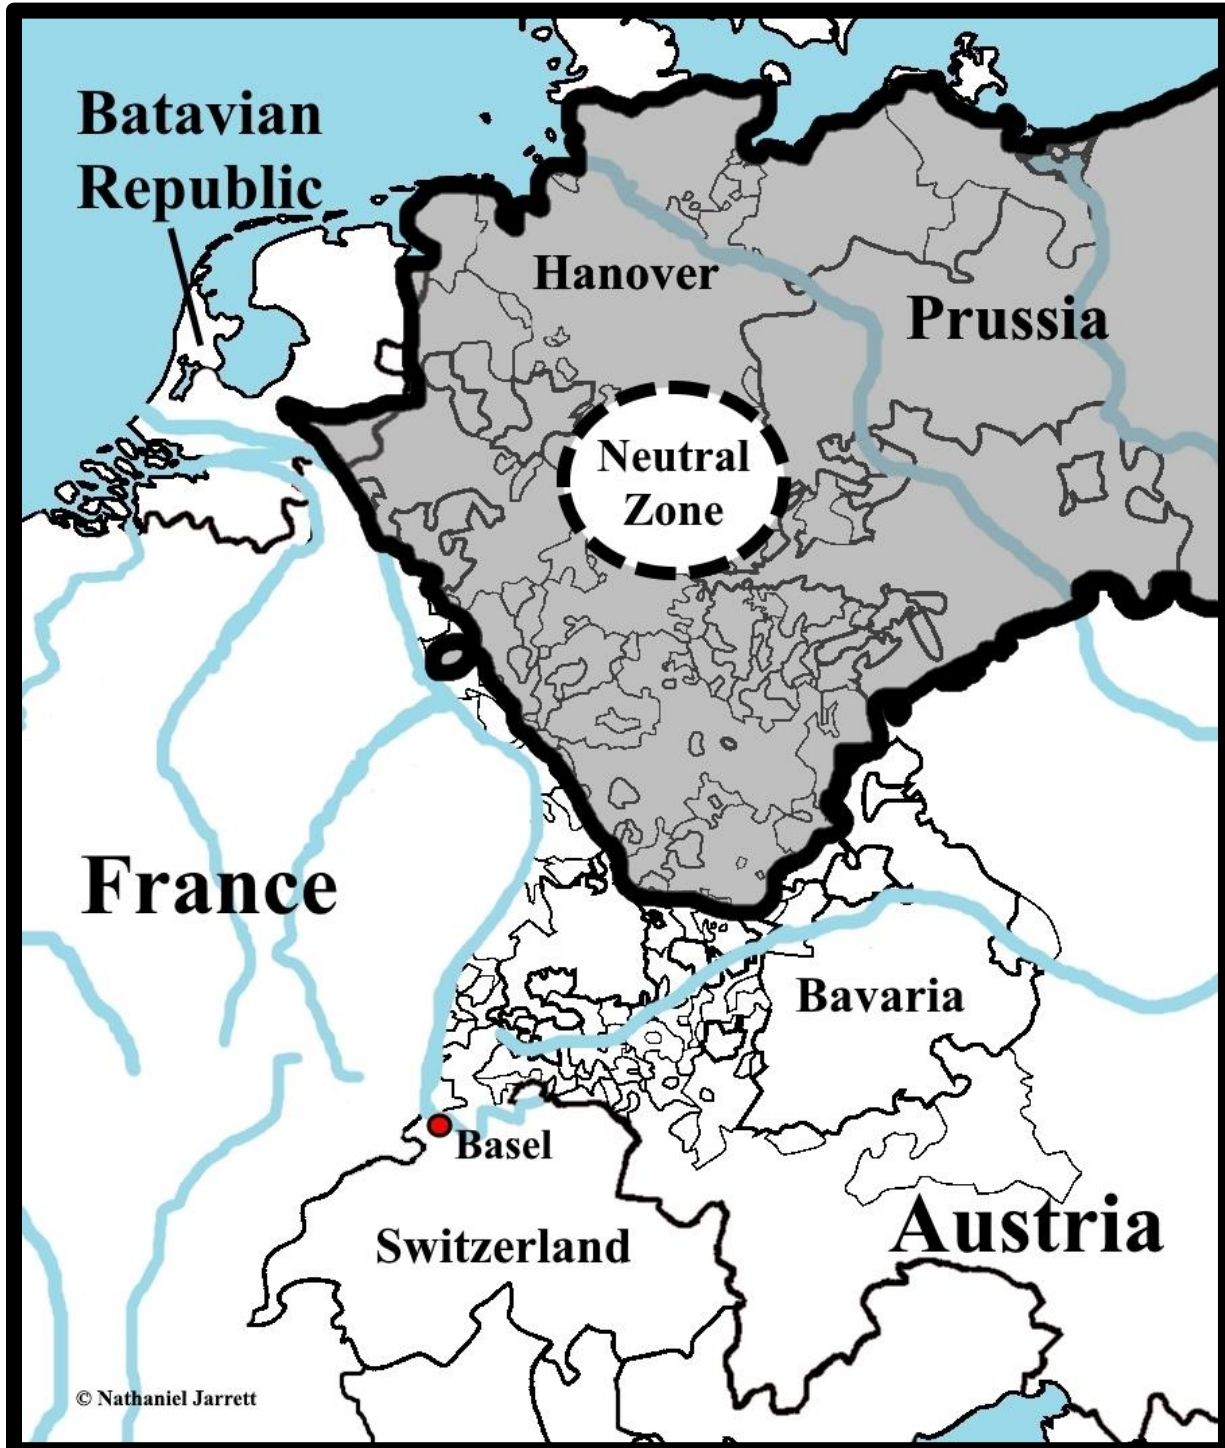 Batavian
Republic
Hanover
Prussia
Neutral
Zone
France
Bavaria
Basel
Switzerland
Austria
© Nathaniel Jarrett